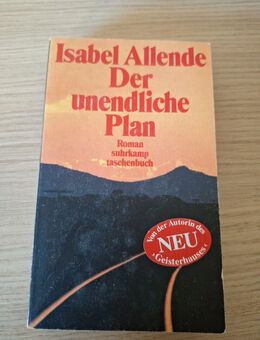 Isabel Allende
Der
unendliche
Plan
Roman
suhrkamp
taschenbuch
Von der Autorin des
NEU
›Geisterhauses‹